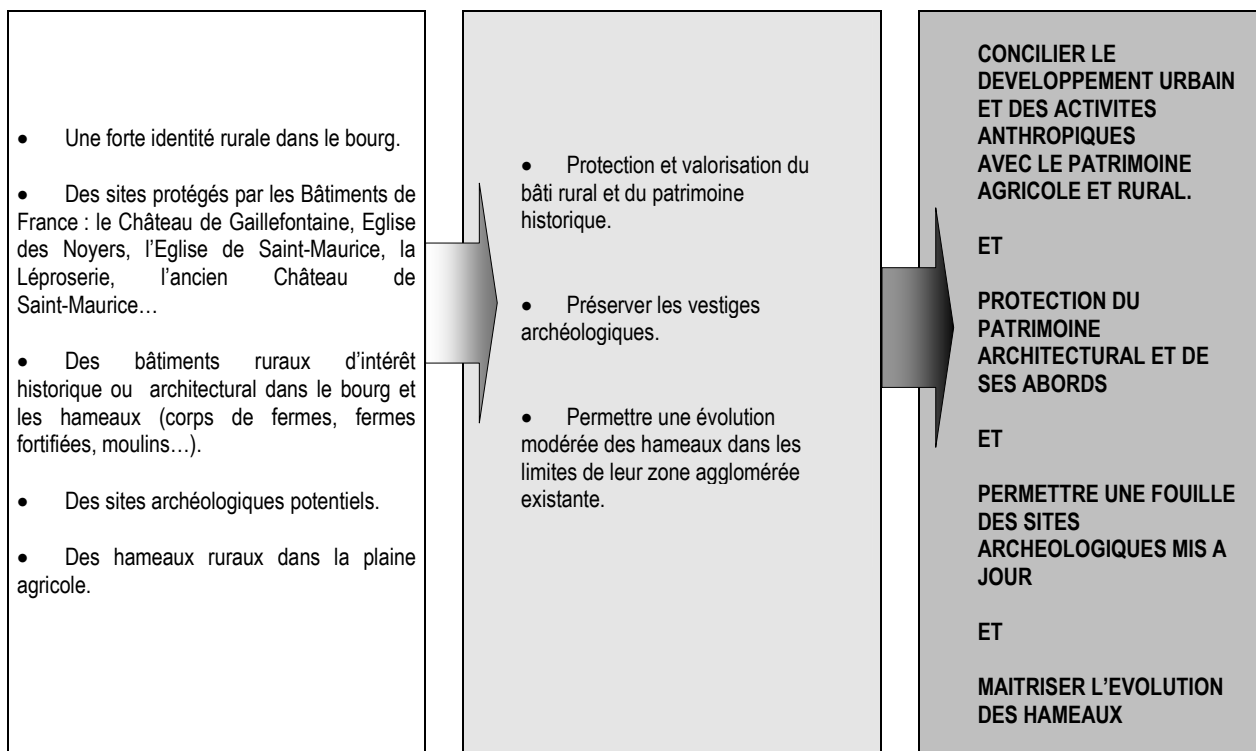 • Une forte identité rurale dans le bourg.
• Des sites protégés par les Bâtiments de
France : le Château de Gaillefontaine, Eglise
des Noyers, l’Eglise de Saint-Maurice, la
Léproserie, l’ancien Château de
Saint-Maurice…
• Des bâtiments ruraux d’intérêt
historique ou architectural dans le bourg et
les hameaux (corps de fermes, fermes
fortifiées, moulins…).
• Des sites archéologiques potentiels.
• Des hameaux ruraux dans la plaine
agricole.
• Protection et valorisation du
bâti rural et du patrimoine
historique.
• Préserver les vestiges
archéologiques.
• Permettre une évolution
modérée des hameaux dans les
limites de leur zone agglomérée
existante.
CONCILIER LE
DEVELOPPEMENT URBAIN
ET DES ACTIVITES
ANTHROPIQUES
AVEC LE PATRIMOINE
AGRICOLE ET RURAL.
ET
PROTECTION DU
PATRIMOINE
ARCHITECTURAL ET DE
SES ABORDS
ET
PERMETTRE UNE FOUILLE
DES SITES
ARCHEOLOGIQUES MIS A
JOUR
ET
MAITRISER L’EVOLUTION
DES HAMEAUX